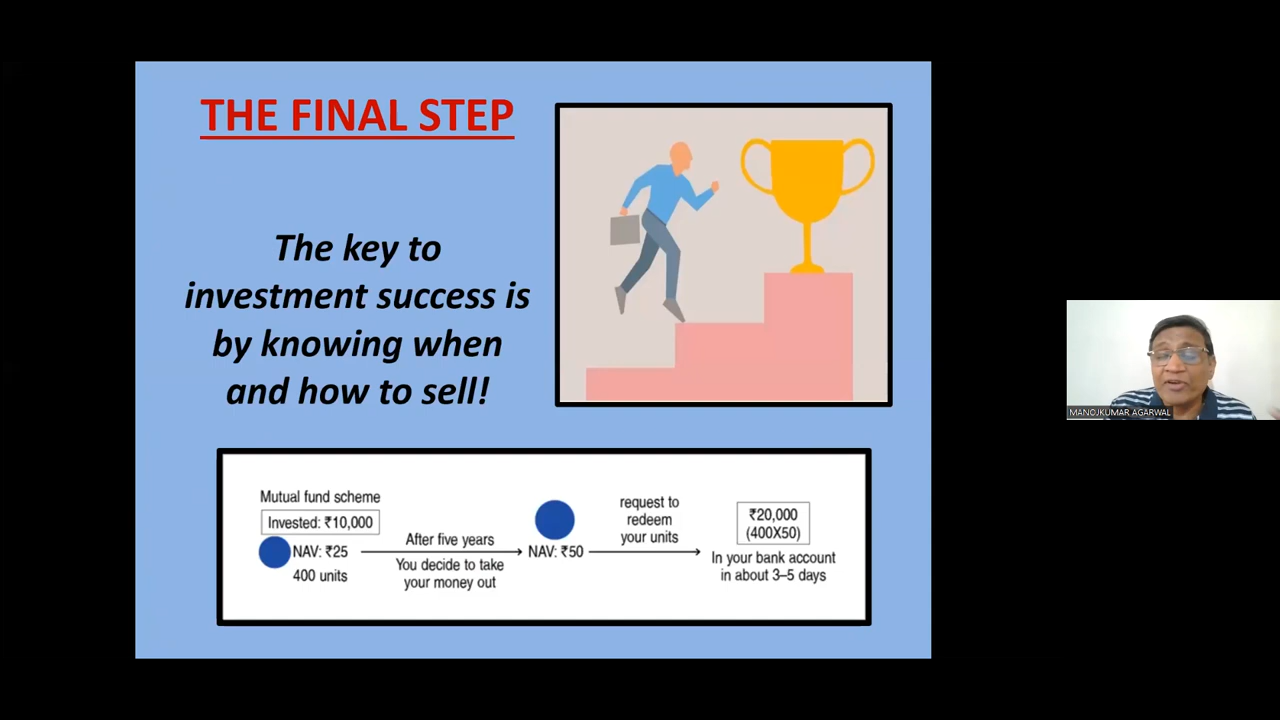 THE FINAL STEP
The key to
investment success is
by knowing when
and how to sell!
Mutual fund scheme
Invested: ₹10,000
NAV: ₹25
400 units
After five years
You decide to take
your money out
NAV: ₹50
request to
redeem
your units
₹20,000
(400X50)
In your bank account
in about 3–5 days
MANOJKUMAR AGARWAL